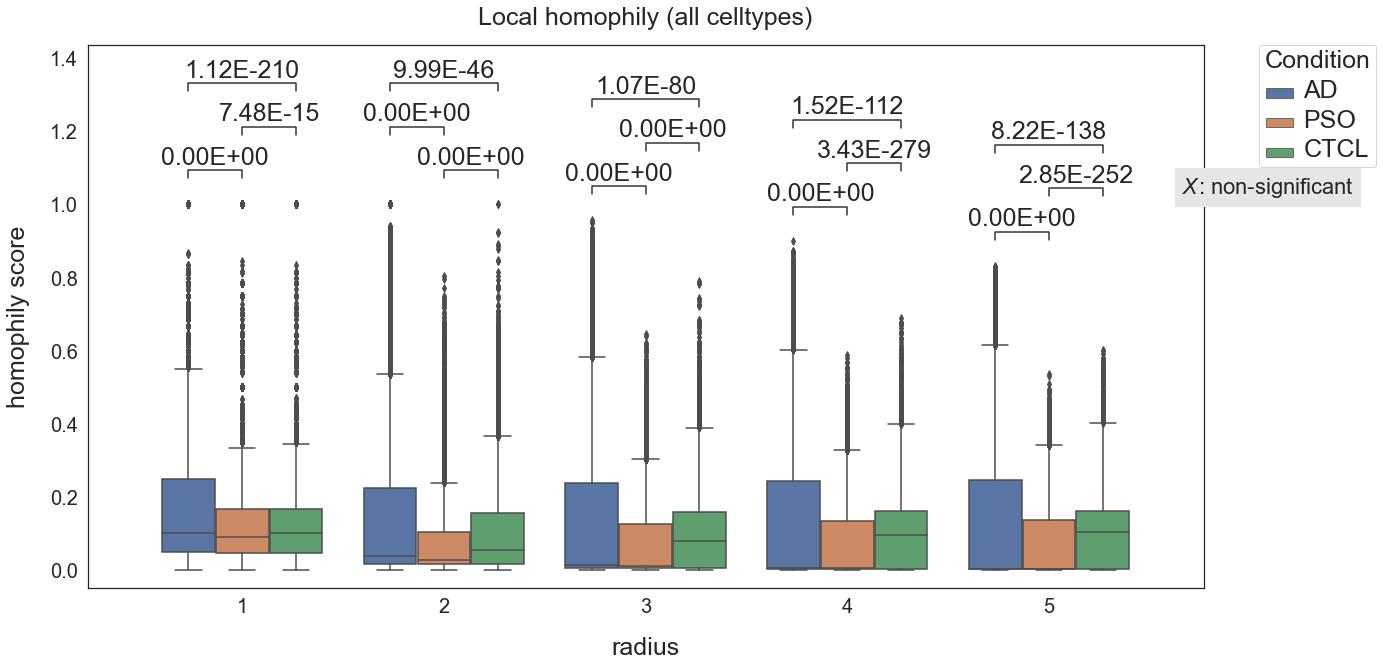 Local homophily (all celltypes)
1.4
1.2
1.0
0.8
0.6
0.4
0.2
0.0
homophily score
1.12E-210
7.48E-15
0.00E+00
9.99E-46
0.00E+00
0.00E+00
1.07E-80
0.00E+00
0.00E+00
1.52E-112
3.43E-279
0.00E+00
8.22E-138
2.85E-252
0.00E+00
1
2
3
4
5
radius
Condition
AD
PSO
CTCL
X: non-significant